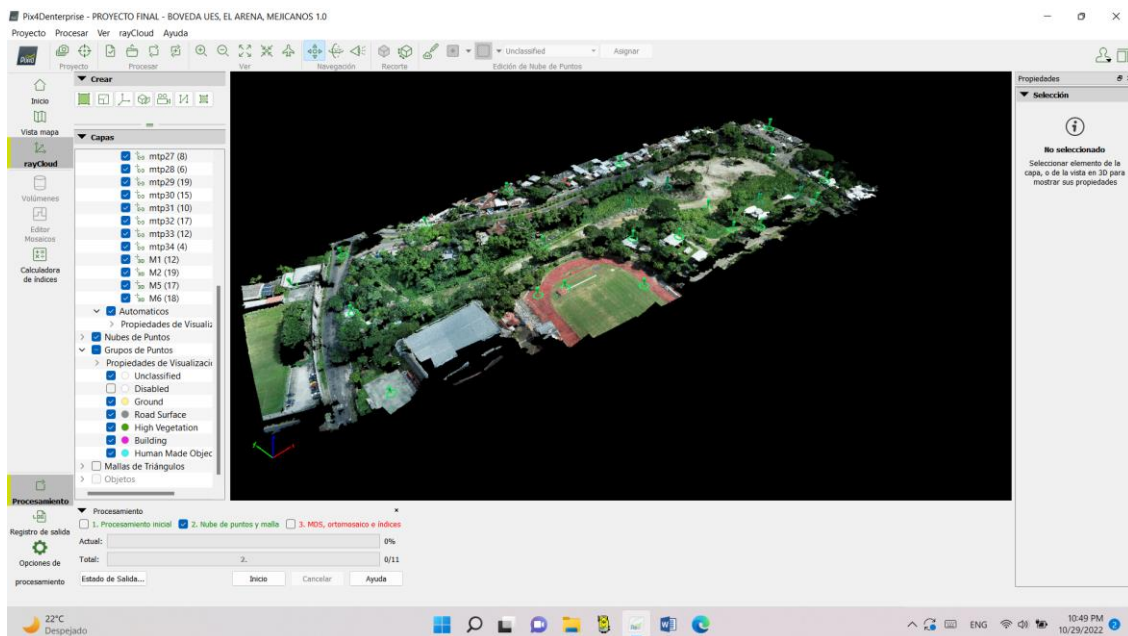 Pix4Denterprise - PROYECTO FINAL - BOVEDA UES, EL ARENA, MEJICANOS 1.0
Proyecto Procesar Ver rayCloud Ayuda
Unclassified
Asignar
Proyecto Procesar Ver Navegación Recorte Edición de Nube de Puntos
Inicio
Vista mapa
rayCloud
Volúmenes
Editor
Mosaicos
Calculadora
de índices
Crear
Capas
mtp27 (8)
mtp28 (6)
mtp29 (19)
mtp30 (15)
mtp31 (10)
mtp32 (17)
mtp33 (12)
mtp34 (4)
M1 (12)
M2 (19)
M5 (17)
M6 (18)
Automaticos
Propiedades de Visualiz
Nubes de Puntos
Grupos de Puntos
Propiedades de Visualizació
Unclassified
Disabled
Ground
Road Surface
High Vegetation
Building
Human Made Objec
Mallas de Triángulos
Objetos
Propiedades
Selección
No seleccionado
Seleccionar elemento de la
capa, o de la vista en 3D para
mostrar sus propiedades
Procesamiento
Registro de salida
Opciones de
procesamiento
Procesamiento
1. Procesamiento inicial 2. Nube de puntos y malla 3. MDS, ortomosaico e índices
Actual: 0%
Total: 2. 0/11
Estado de Salida... Inicio Cancelar Ayuda
22°C
Despejado
ENG
10:49 PM
10/29/2022
2